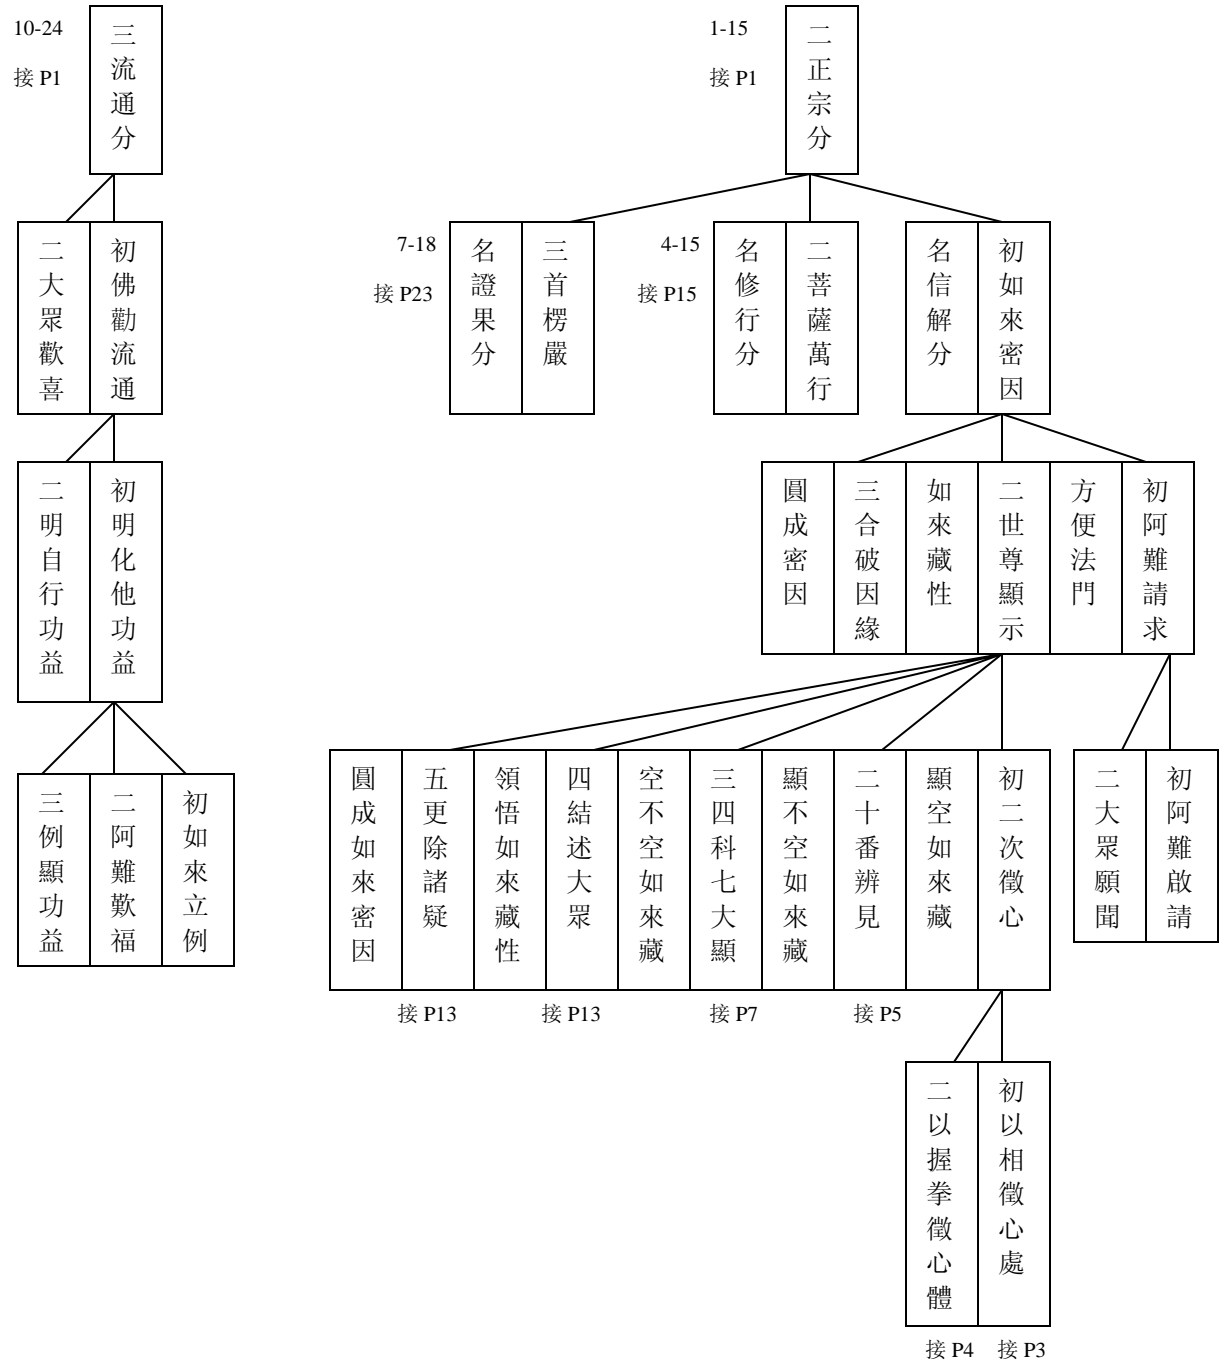 1-15
接 P1
二正宗分
初如來密因
名信解分
4-15
接 P15
二菩薩萬行
名修行分
7-18
接 P23
三首楞嚴
名證果分
初阿難請求
方便法門
二世尊顯示
如來藏性
三合破因緣
圓成密因
初阿難啟請
二大眾願聞
初二次徵心
顯空如來藏
二十番辨見
顯不空如來藏
三四科七大顯
空不空如來藏
四結述大眾
領悟如來藏性
五更除諸疑
圓成如來密因
接 P5
接 P7
接 P13
接 P13
初以相徵心處
二以握拳徵心體
接 P3
接 P4
10-24
接 P1
三流通分
初佛勸流通
二大眾歡喜
初明化他功益
二明自行功益
初如來立例
二阿難歎福
三例顯功益